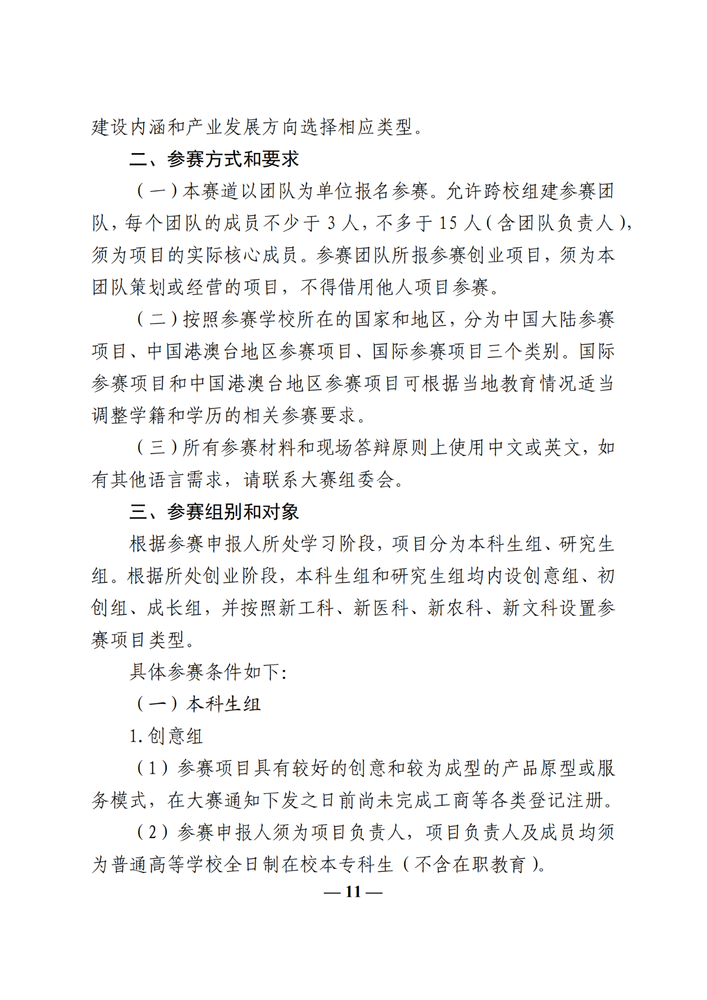 建设内涵和产业发展方向选择相应类型。
二、参赛方式和要求
（一）本赛道以团队为单位报名参赛。允许跨校组建参赛团
队，每个团队的成员不少于 3 人，不多于 15 人（含团队负责人），
须为项目的实际核心成员。参赛团队所报参赛创业项目，须为本
团队策划或经营的项目，不得借用他人项目参赛。
（二）按照参赛学校所在的国家和地区，分为中国大陆参赛
项目、中国港澳台地区参赛项目、国际参赛项目三个类别。国际
参赛项目和中国港澳台地区参赛项目可根据当地教育情况适当
调整学籍和学历的相关参赛要求。
（三）所有参赛材料和现场答辩原则上使用中文或英文，如
有其他语言需求，请联系大赛组委会。
三、参赛组别和对象
根据参赛申报人所处学习阶段，项目分为本科生组、研究生
组。根据所处创业阶段，本科生组和研究生组均内设创意组、初
创组、成长组，并按照新工科、新医科、新农科、新文科设置参
赛项目类型。
具体参赛条件如下：
（一）本科生组
1.创意组
（1）参赛项目具有较好的创意和较为成型的产品原型或服
务模式，在大赛通知下发之日前尚未完成工商等各类登记注册。
（2）参赛申报人须为项目负责人，项目负责人及成员均须
为普通高等学校全日制在校本专科生（不含在职教育）。
— 11 —